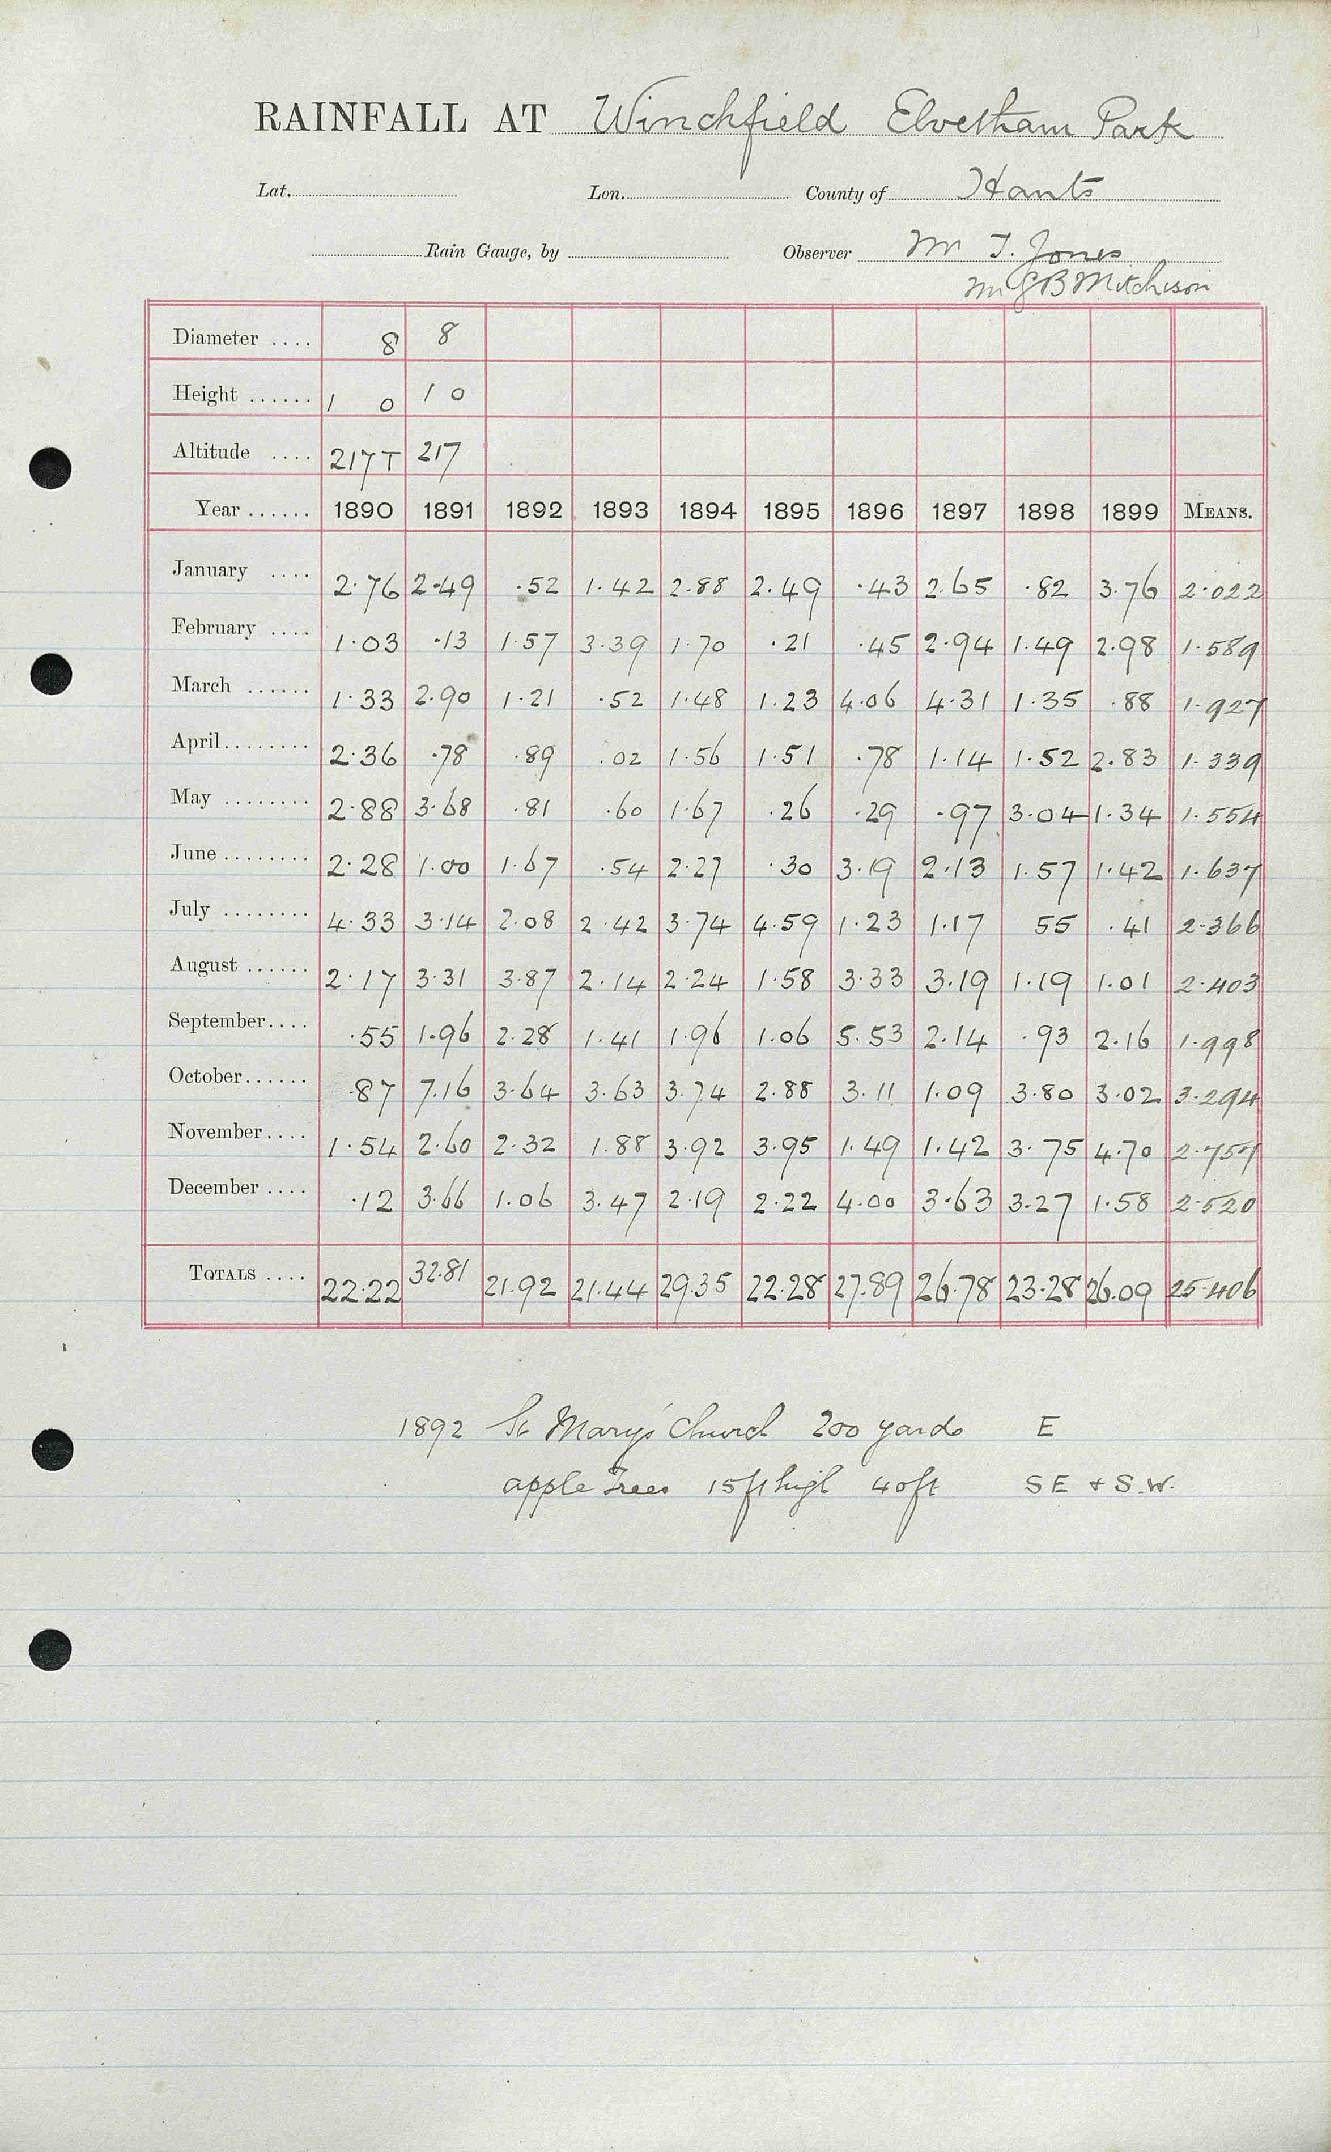 RAINFALL AT Winchfield Elvetham Park
Lat. Lon. County of Hants
Rain Gauge, by Observer Mr T. Jones
Mr G B Mitchison
Diameter .... 8 8
Height ...... 1 0 1 0
Altitude .... 217 T 217
Year ...... 1890 1891 1892 1893 1894 1895 1896 1897 1898 1899 MEANS.
January .... 2.76 2.49 .52 1.42 2.88 2.49 .43 2.65 .82 3.76 2.022
February .... 1.03 .13 1.57 3.39 1.70 .21 .45 2.94 1.49 2.98 1.589
March ...... 1.33 2.90 1.21 .52 1.48 1.23 4.06 4.31 1.35 .88 1.927
April ........ 2.36 .78 .89 .02 1.56 1.51 .78 1.14 1.52 2.83 1.339
May ........ 2.88 3.68 .81 .60 1.67 .26 .29 .97 3.04 1.34 1.554
June ........ 2.28 1.00 1.67 .54 2.27 .30 3.19 2.13 1.57 1.42 1.637
July ........ 4.33 3.14 2.08 2.42 3.74 4.59 1.23 1.17 55 .41 2.366
August ...... 2.17 3.31 3.87 2.14 2.24 1.58 3.33 3.19 1.19 1.01 2.403
September .... .55 1.96 2.28 1.41 1.96 1.06 5.53 2.14 .93 2.16 1.998
October ...... .87 7.16 3.64 3.63 3.74 2.88 3.11 1.09 3.80 3.02 3.294
November .... 1.54 2.60 2.32 1.88 3.92 3.95 1.49 1.42 3.75 4.70 2.757
December .... .12 3.66 1.06 3.47 2.19 2.22 4.00 3.63 3.27 1.58 2.520
TOTALS .... 22.22 32.81 21.92 21.44 29.35 22.28 27.89 26.78 23.28 26.09 25.406
1892 St Mary's Church 200 yards E
apple Trees 15ft high 40ft SE & S.W.